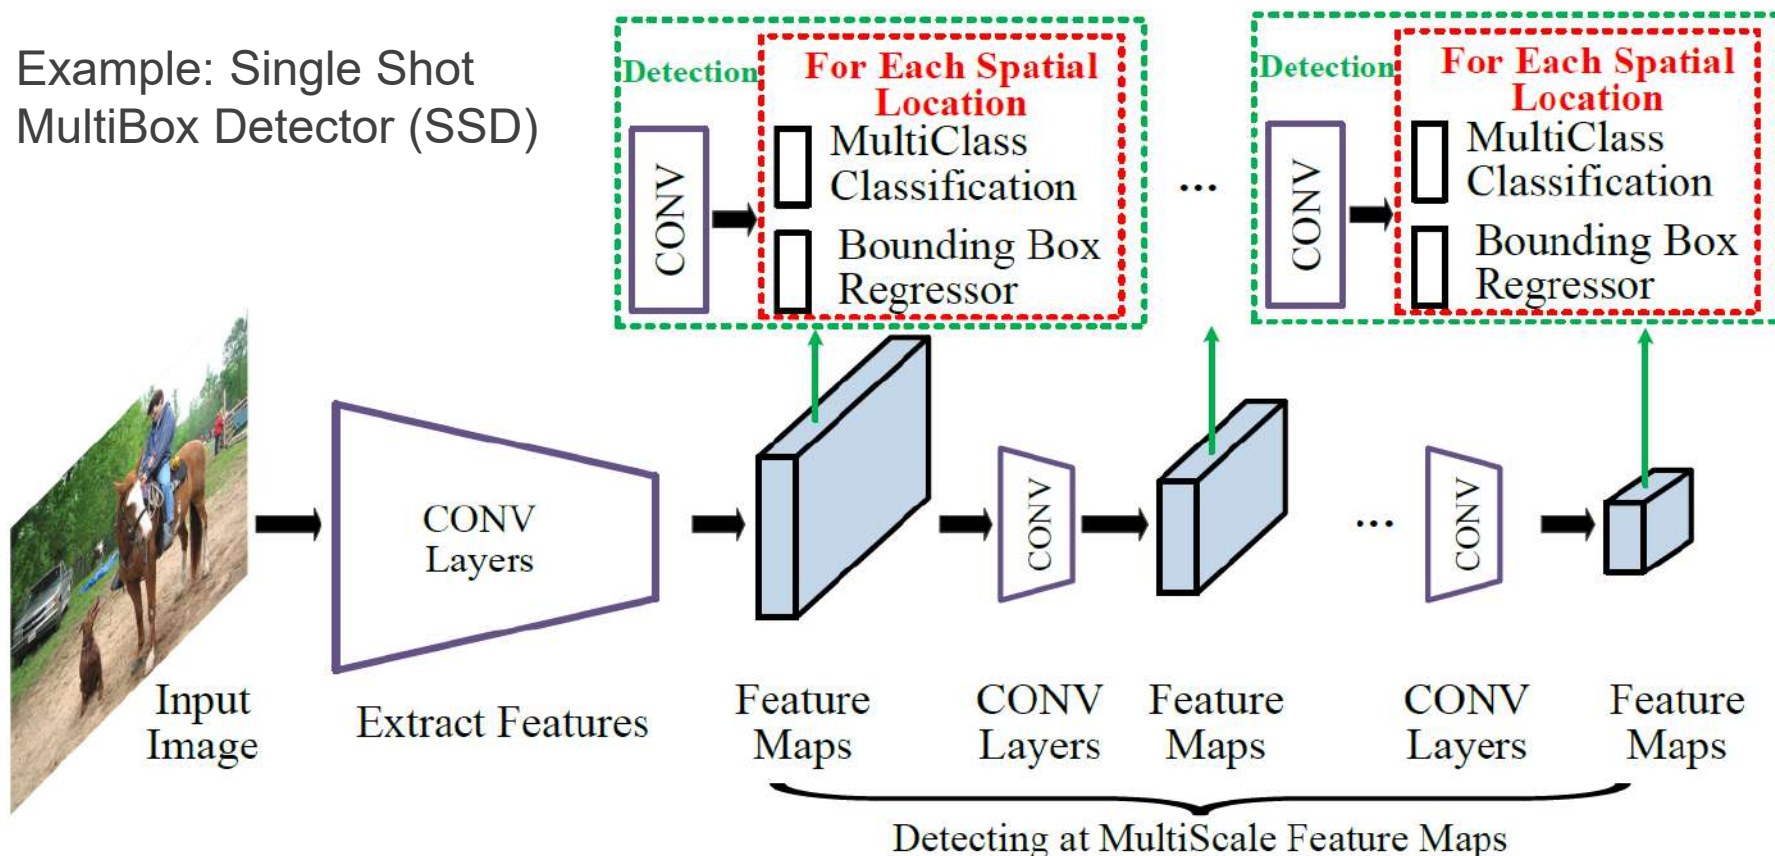 Example: Single Shot
MultiBox Detector (SSD)
Detection
For Each Spatial
Location
CONV
MultiClass
Classification
Bounding Box
Regressor
...
Detection
For Each Spatial
Location
CONV
MultiClass
Classification
Bounding Box
Regressor
CONV
Layers
CONV
...
CONV
Input
Image
Extract Features
Feature
Maps
CONV
Layers
Feature
Maps
CONV
Layers
Feature
Maps
Detecting at MultiScale Feature Maps